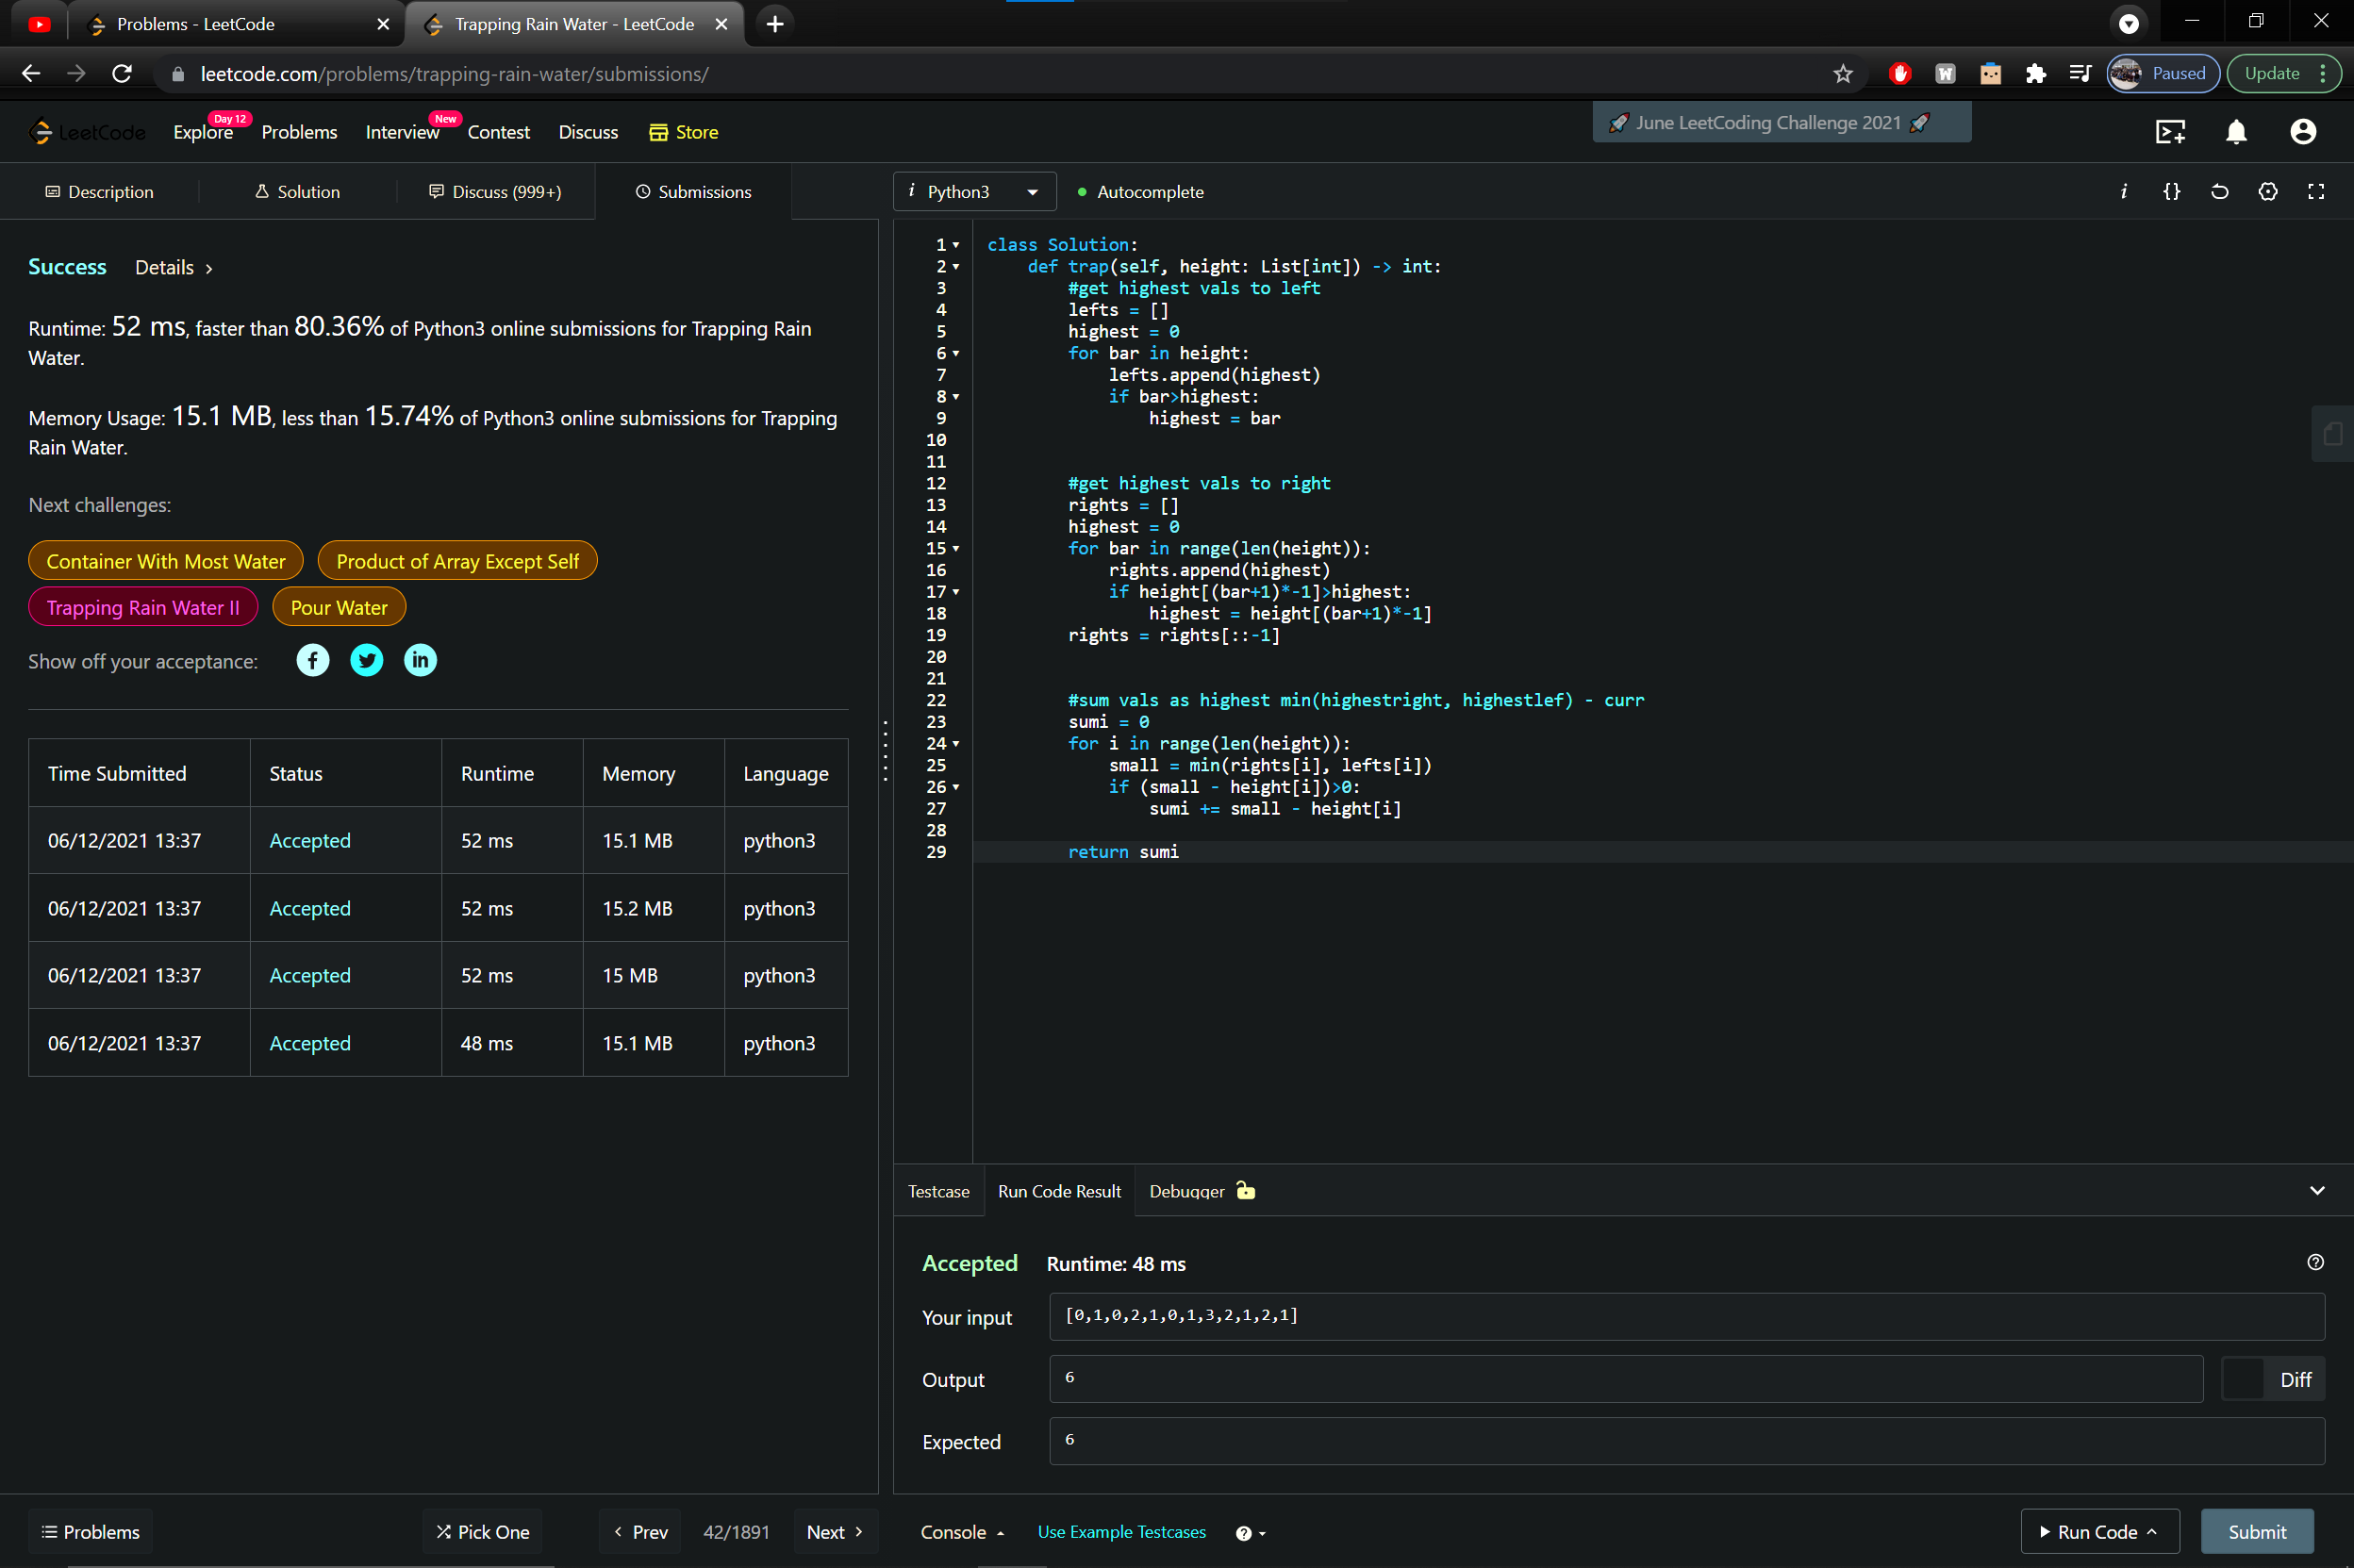 Problems - LeetCode
Trapping Rain Water - LeetCode
leetcode.com/problems/trapping-rain-water/submissions/
W
Paused
Update
LeetCode
Explore
Day 12
Problems
Interview
New
Contest
Discuss
Store
🚀 June LeetCoding Challenge 2021 🚀
Description
Solution
Discuss (999+)
Submissions
Success Details >
Runtime: 52 ms, faster than 80.36% of Python3 online submissions for Trapping Rain
Water.
Memory Usage: 15.1 MB, less than 15.74% of Python3 online submissions for Trapping
Rain Water.
Next challenges:
Container With Most Water
Product of Array Except Self
Trapping Rain Water II
Pour Water
Show off your acceptance:
Time Submitted Status Runtime Memory Language
06/12/2021 13:37 Accepted 52 ms 15.1 MB python3
06/12/2021 13:37 Accepted 52 ms 15.2 MB python3
06/12/2021 13:37 Accepted 52 ms 15 MB python3
06/12/2021 13:37 Accepted 48 ms 15.1 MB python3
i Python3
Autocomplete
i {}
1 class Solution:
2     def trap(self, height: List[int]) -> int:
3         #get highest vals to left
4         lefts = []
5         highest = 0
6         for bar in height:
7             lefts.append(highest)
8             if bar>highest:
9                 highest = bar
10
11
12         #get highest vals to right
13         rights = []
14         highest = 0
15         for bar in range(len(height)):
16             rights.append(highest)
17             if height[(bar+1)*-1]>highest:
18                 highest = height[(bar+1)*-1]
19         rights = rights[::-1]
20
21
22         #sum vals as highest min(highestright, highestlef) - curr
23         sumi = 0
24         for i in range(len(height)):
25             small = min(rights[i], lefts[i])
26             if (small - height[i])>0:
27                 sumi += small - height[i]
28
29         return sumi
Testcase
Run Code Result
Debugger
Accepted Runtime: 48 ms
Your input [0,1,0,2,1,0,1,3,2,1,2,1]
Output 6 Diff
Expected 6
Problems
Pick One
Prev
42/1891
Next
Console
Use Example Testcases
Run Code
Submit